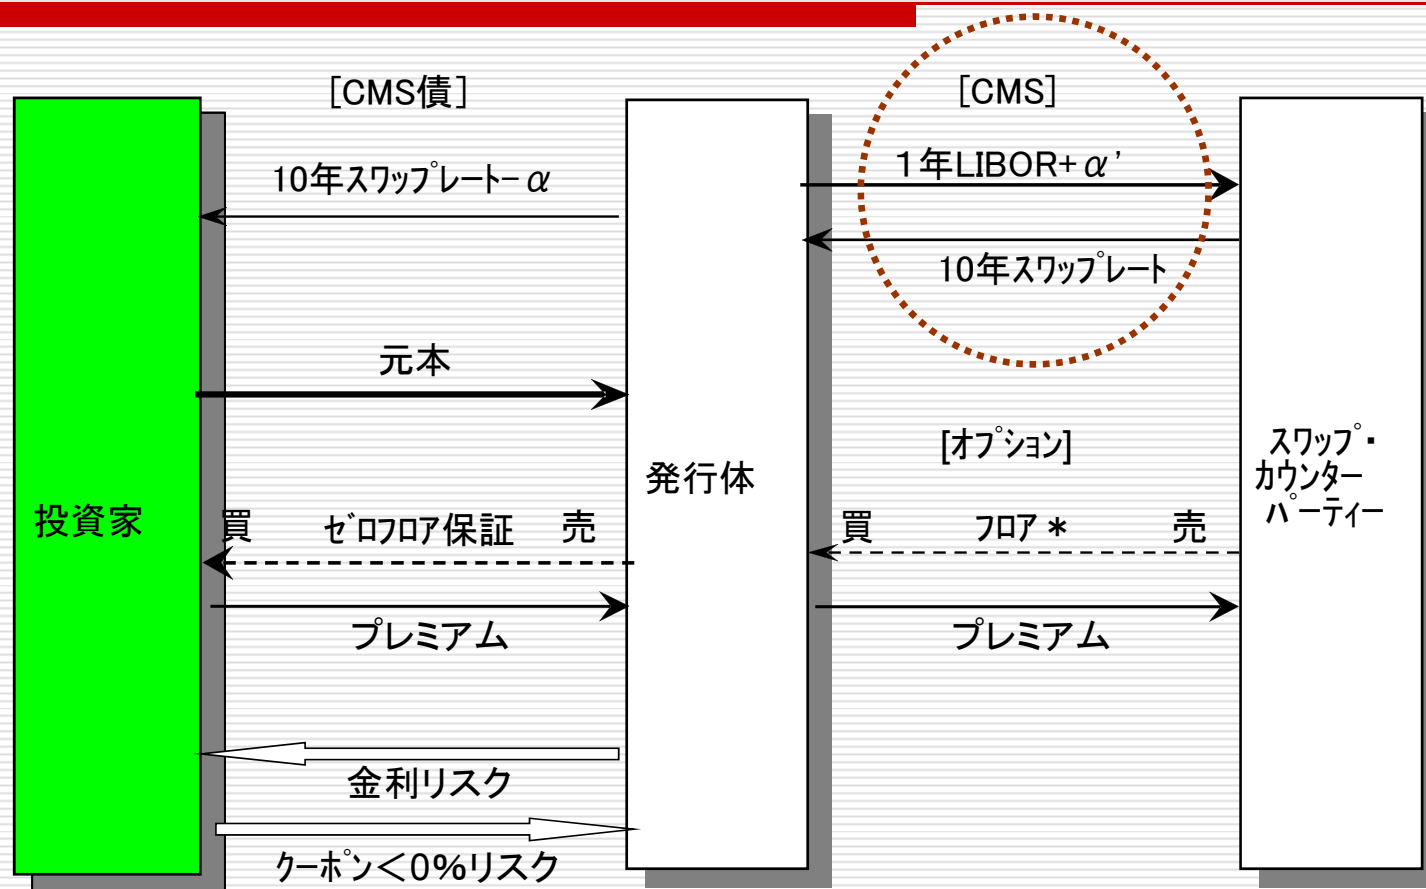 [CMS債]
[CMS]
10年スワップレート-α
1年LIBOR+α'
10年スワップレート
元本
[オプション]
投資家
発行体
スワップ・
カウンター
パーティー
買 ゼロフロア保証 売
買 フロア＊ 売
プレミアム
プレミアム
金利リスク
クーポン＜0%リスク